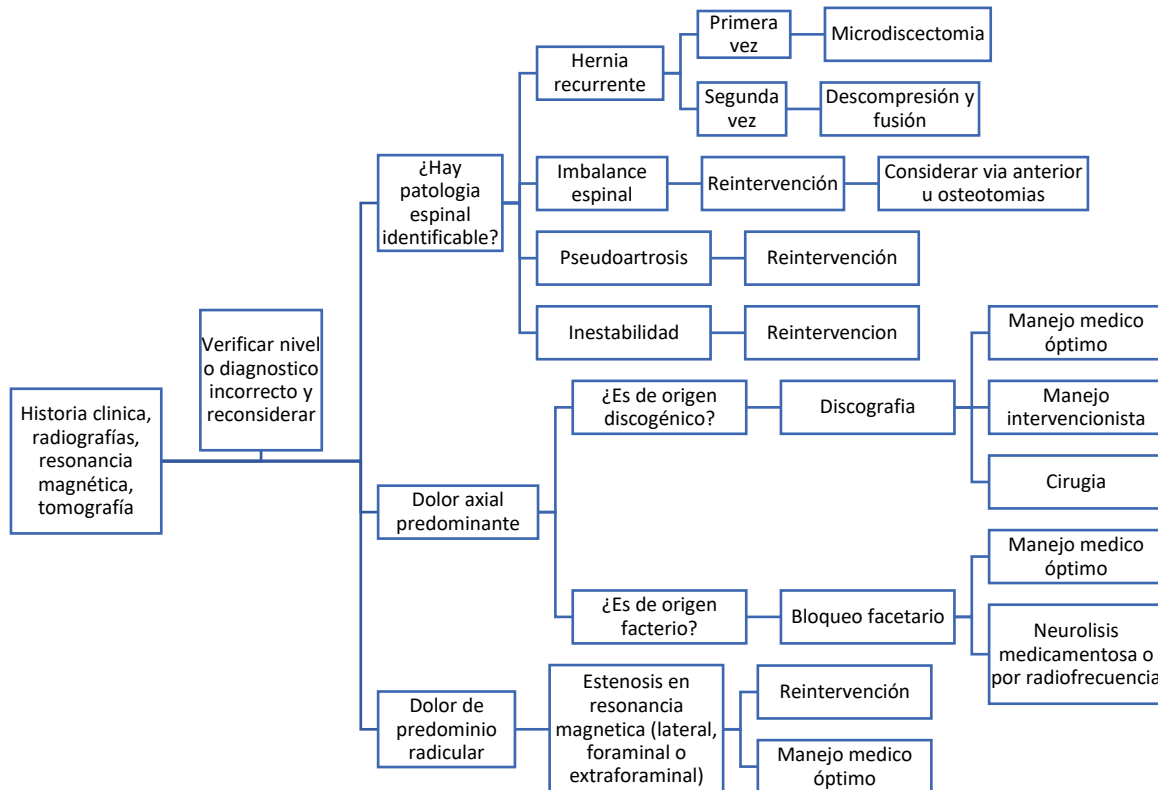 Historia clinica,
radiografías,
resonancia
magnética,
tomografía
Verificar nivel
o diagnostico
incorrecto y
reconsiderar
¿Hay
patologia
espinal
identificable?
Hernia
recurrente
Primera
vez
Microdiscectomia
Segunda
vez
Descompresión y
fusión
Imbalance
espinal
Reintervención
Considerar via anterior
u osteotomias
Pseudoartrosis
Reintervención
Inestabilidad
Reintervencion
Dolor axial
predominante
¿Es de origen
discogénico?
Discografia
Manejo medico
óptimo
Manejo
intervencionista
Cirugia
¿Es de origen
facterio?
Bloqueo facetario
Manejo medico
óptimo
Neurolisis
medicamentosa o
por radiofrecuencia
Dolor de
predominio
radicular
Estenosis en
resonancia
magnetica (lateral,
foraminal o
extraforaminal)
Reintervención
Manejo medico
óptimo